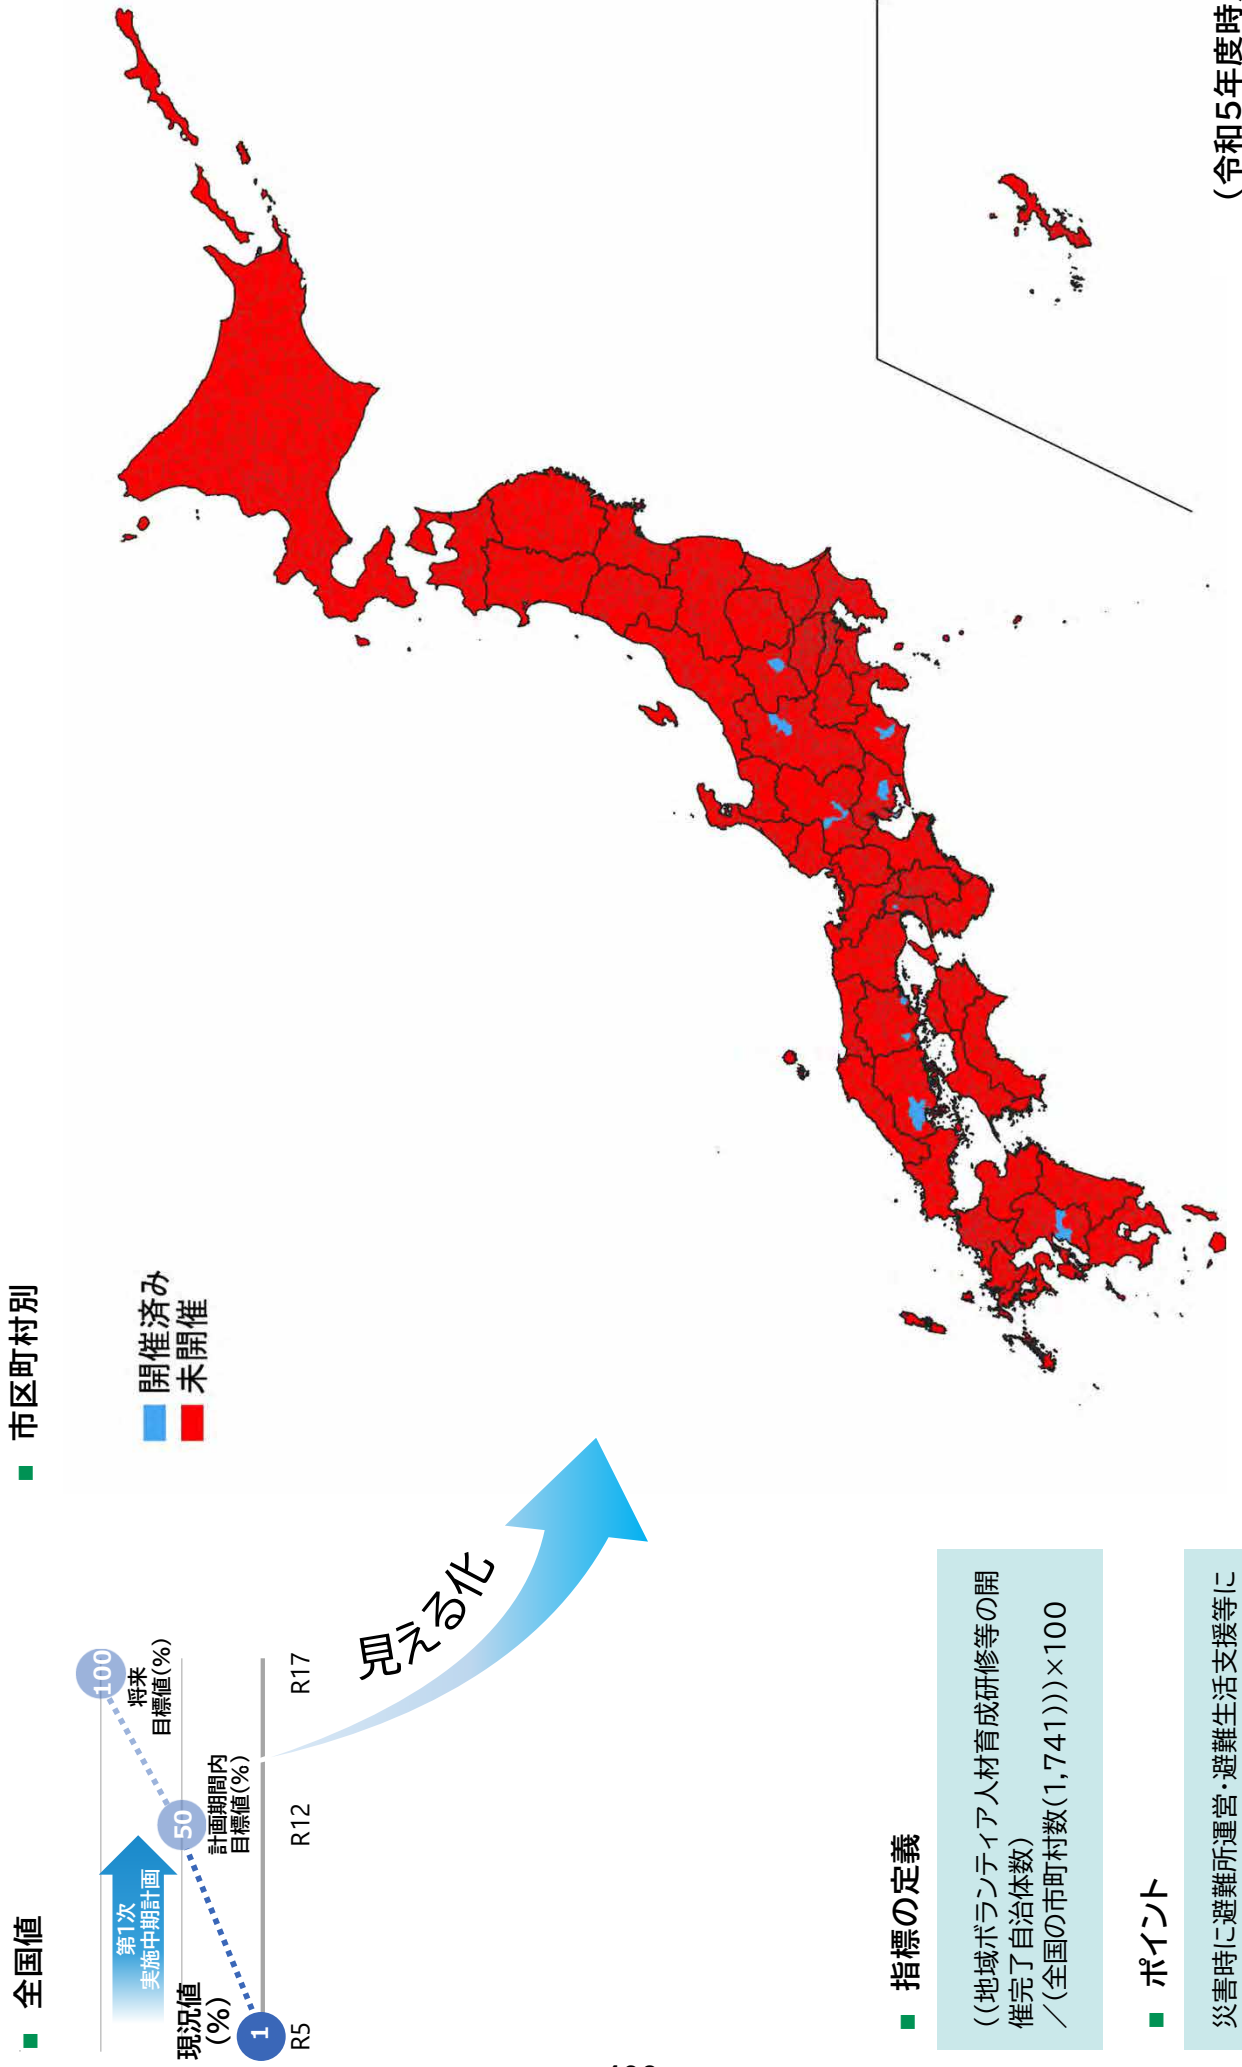 ■ 全国値
第1次
実施中期計画
現況値
(%)
1
50
100
計画期間内
目標値(%)
将来
目標値(%)
R5
R12
R17
見える化
■ 市区町村別
開催済み
未開催
■ 指標の定義
((地域ボランティア人材育成研修等の開
催完了自治体数)
／(全国の市町村数(1,741)))×100
■ ポイント
災害時に避難所運営・避難生活支援等に
(令和5年度時